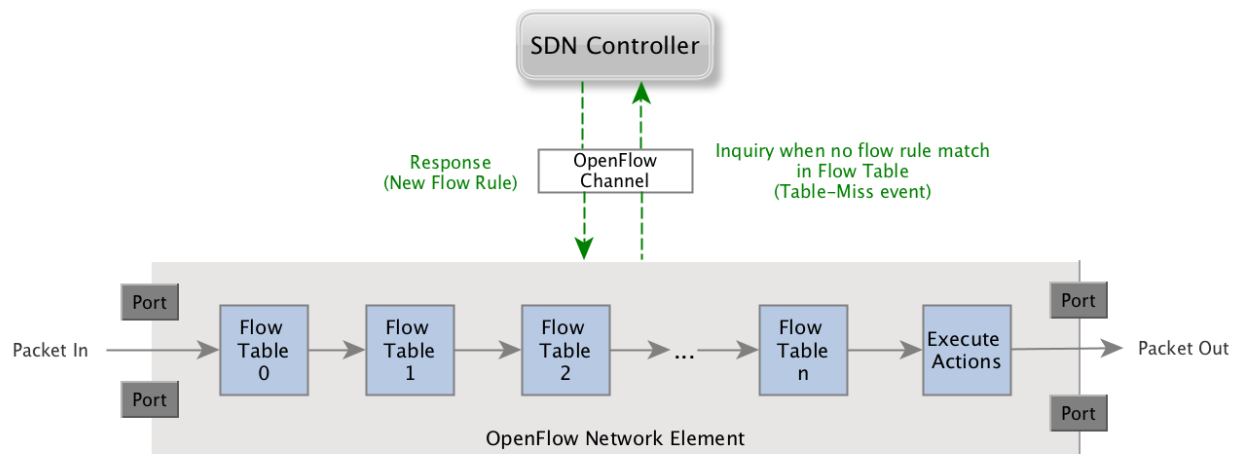 SDN Controller
Response
(New Flow Rule)
OpenFlow
Channel
Inquiry when no flow rule match
in Flow Table
(Table-Miss event)
Port
Port
Packet In
Flow
Table
0
Flow
Table
1
Flow
Table
2
...
Flow
Table
n
Execute
Actions
Packet Out
Port
Port
OpenFlow Network Element